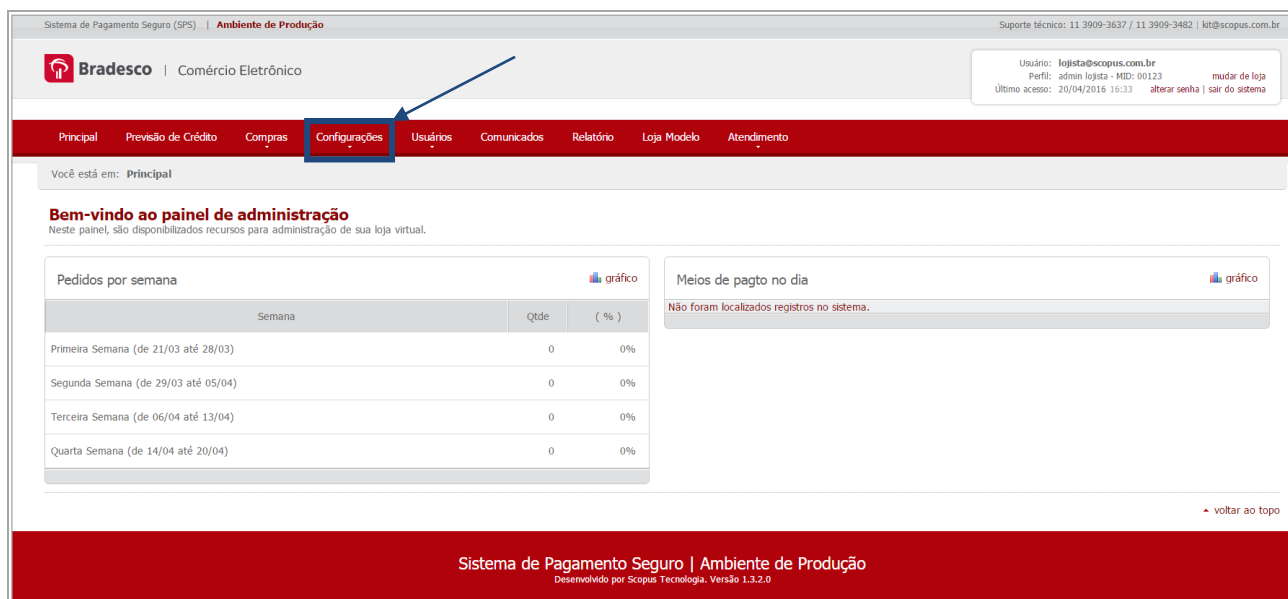 Sistema de Pagamento Seguro (SPS) | Ambiente de Produção
Suporte técnico: 11 3909-3637 / 11 3909-3482 | kit@scopus.com.br
Bradesco | Comércio Eletrônico
Usuário: lojista@scopus.com.br
Perfil: admin lojista - MID: 00123 mudar de loja
Último acesso: 20/04/2016 16:33 alterar senha | sair do sistema
Principal Previsão de Crédito Compras Configurações Usuários Comunicados Relatório Loja Modelo Atendimento
Você está em: Principal
Bem-vindo ao painel de administração
Neste painel, são disponibilizados recursos para administração de sua loja virtual.
Pedidos por semana gráfico
Semana Qtde ( % )
Primeira Semana (de 21/03 até 28/03) 0 0%
Segunda Semana (de 29/03 até 05/04) 0 0%
Terceira Semana (de 06/04 até 13/04) 0 0%
Quarta Semana (de 14/04 até 20/04) 0 0%
Meios de pagto no dia gráfico
Não foram localizados registros no sistema.
voltar ao topo
Sistema de Pagamento Seguro | Ambiente de Produção
Desenvolvido por Scopus Tecnologia. Versão 1.3.2.0